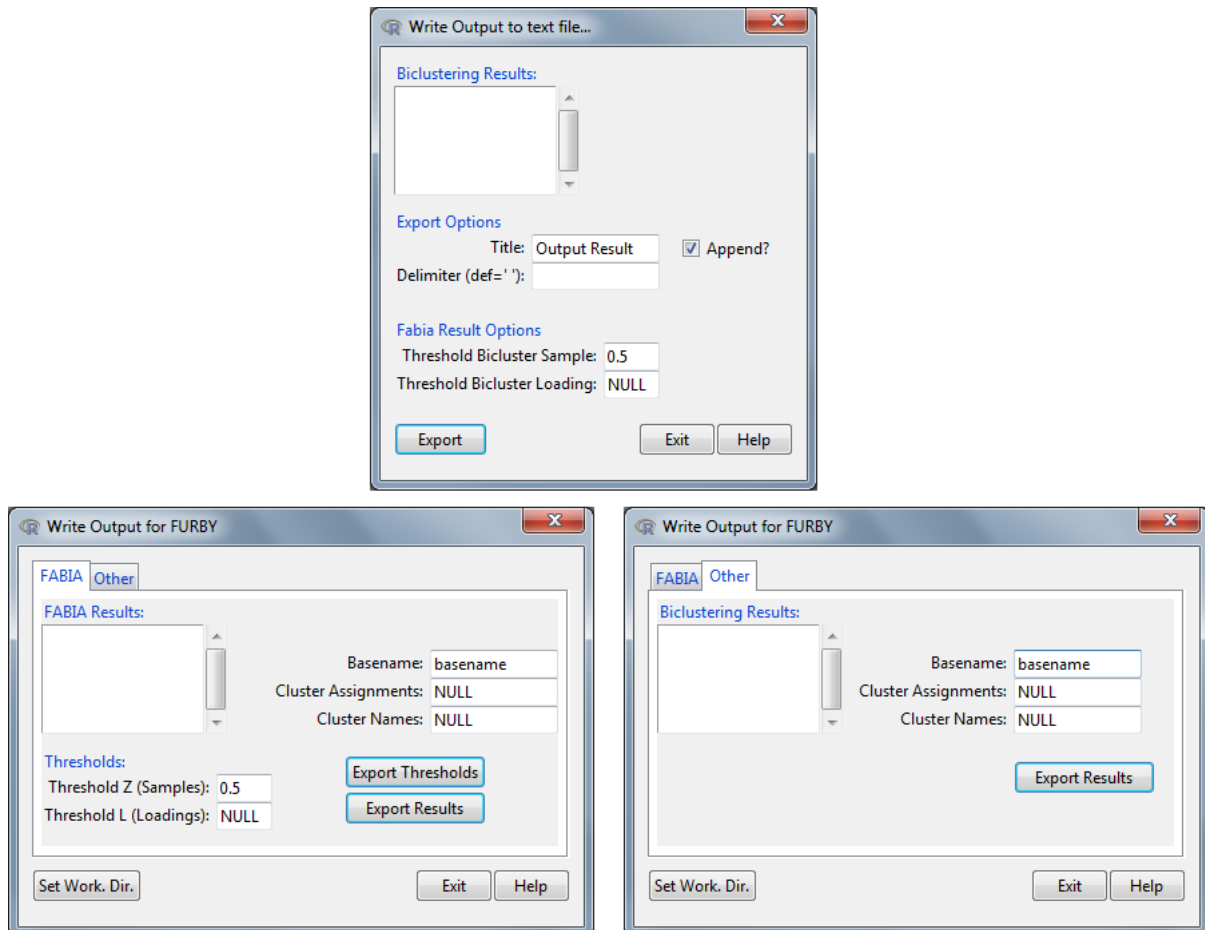 Write Output to text file...
Biclustering Results:
Export Options
Title: Output Result Append?
Delimiter (def=' '):
Fabia Result Options
Threshold Bicluster Sample: 0.5
Threshold Bicluster Loading: NULL
Export Exit Help
Write Output for FURBY
FABIA Other
FABIA Results:
Basename: basename
Cluster Assignments: NULL
Cluster Names: NULL
Thresholds:
Threshold Z (Samples): 0.5
Threshold L (Loadings): NULL
Export Thresholds
Export Results
Set Work. Dir. Exit Help
Write Output for FURBY
FABIA Other
Biclustering Results:
Basename: basename
Cluster Assignments: NULL
Cluster Names: NULL
Export Results
Set Work. Dir. Exit Help